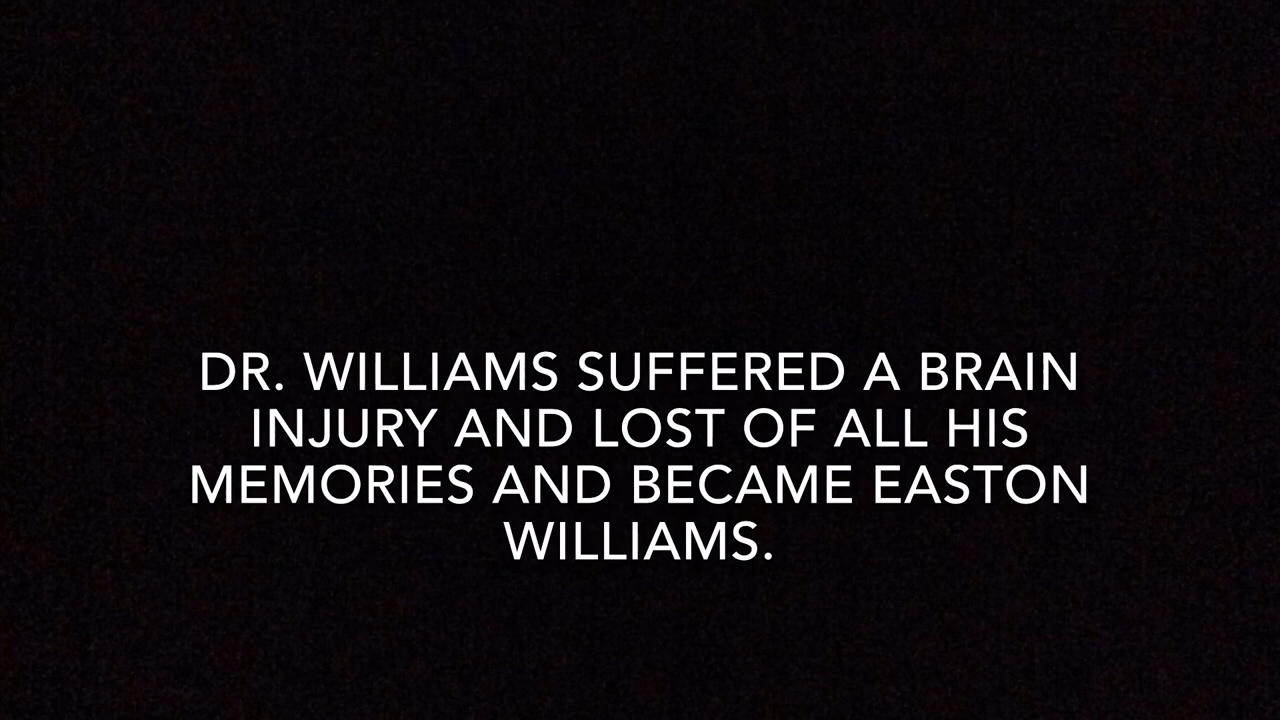 DR. WILLIAMS SUFFERED A BRAIN
INJURY AND LOST OF ALL HIS
MEMORIES AND BECAME EASTON
WILLIAMS.